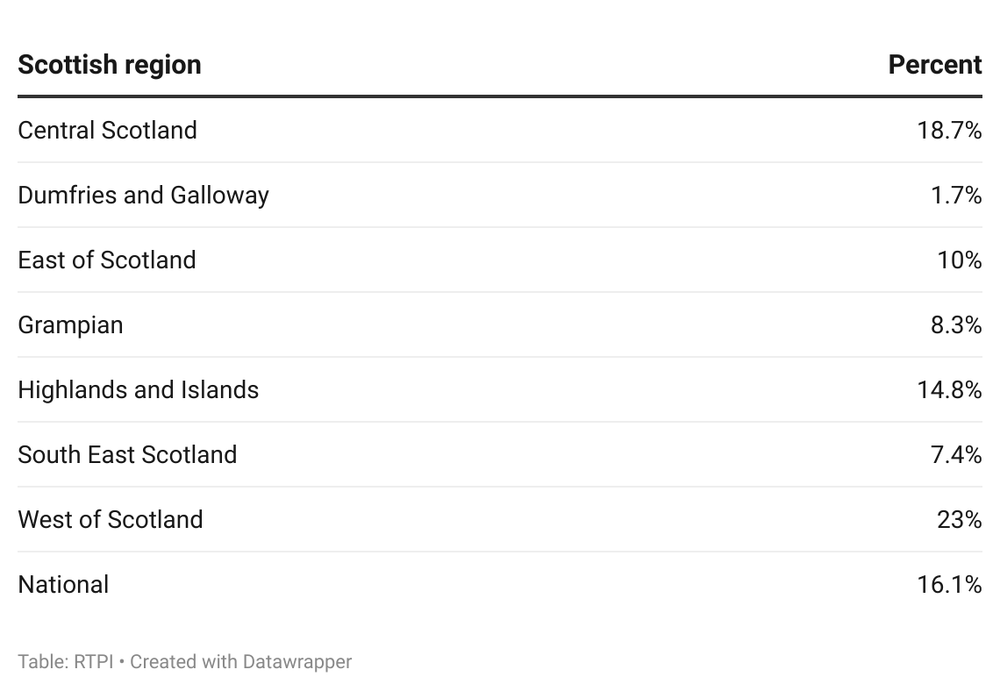 Scottish region Percent
Central Scotland 18.7%
Dumfries and Galloway 1.7%
East of Scotland 10%
Grampian 8.3%
Highlands and Islands 14.8%
South East Scotland 7.4%
West of Scotland 23%
National 16.1%
Table: RTPI • Created with Datawrapper